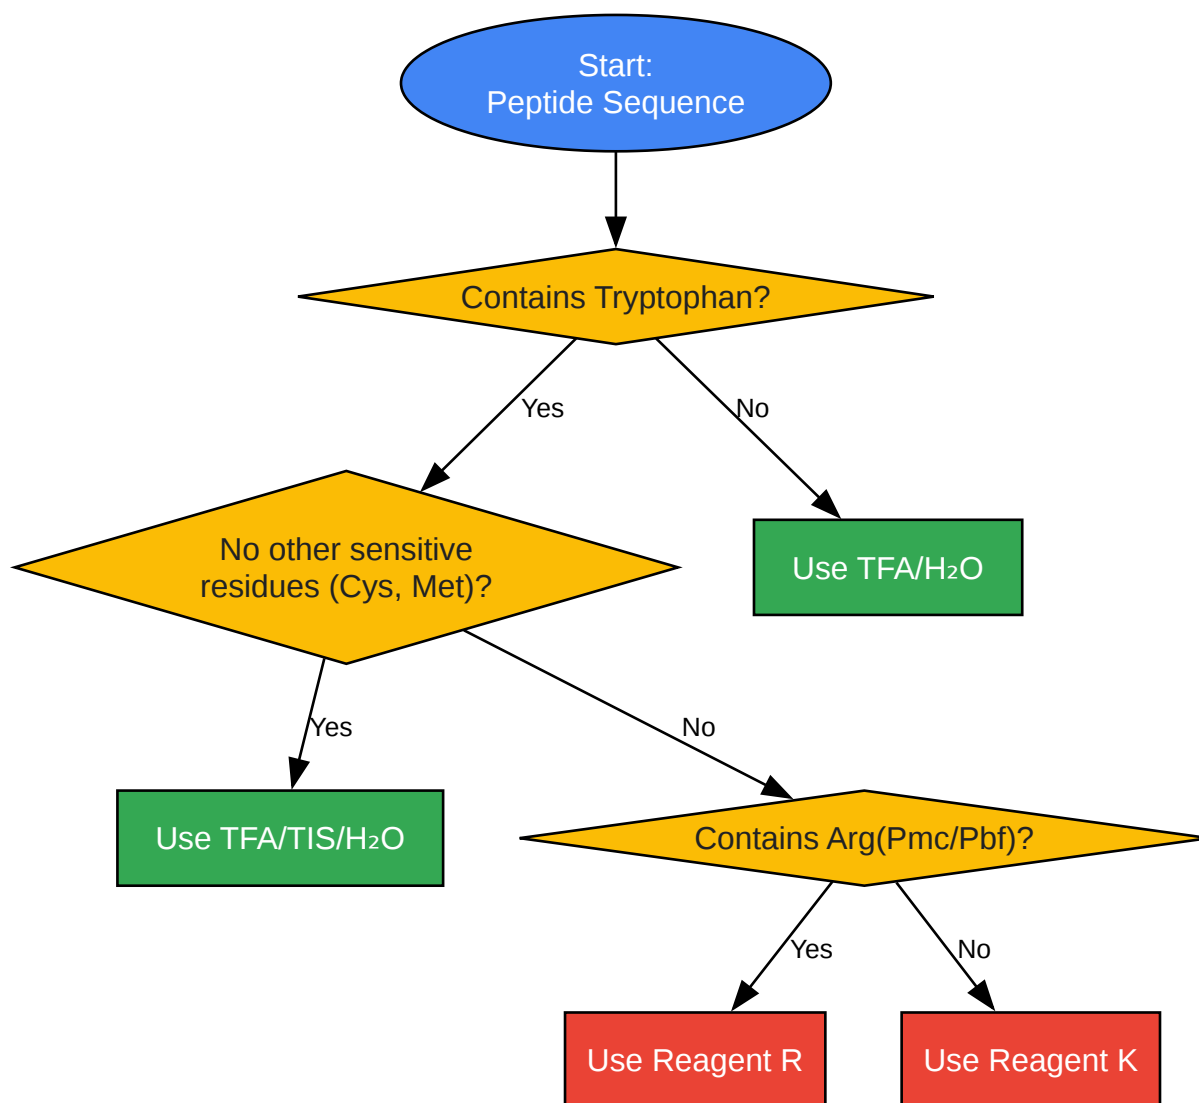 Start:
Peptide Sequence
Contains Tryptophan?
Yes
No
No other sensitive
residues (Cys, Met)?
Use TFA/H₂O
Yes
No
Use TFA/TIS/H₂O
Contains Arg(Pmc/Pbf)?
Yes
No
Use Reagent R
Use Reagent K